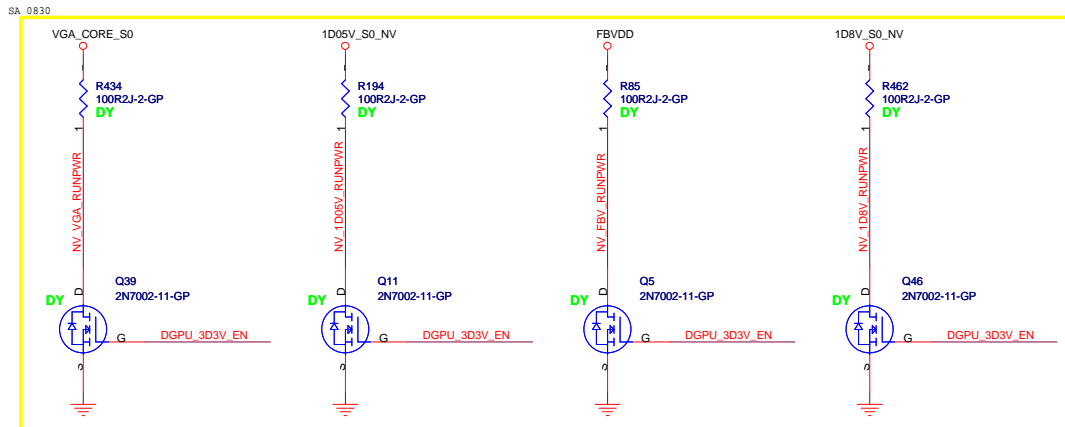 SA 0830
VGA_CORE_S0
R434
100R2J-2-GP
DY
1
NV_VGA_RUNPWR
Q39
2N7002-11-GP
DY
D
G
DGPU_3D3V_EN
S
1D05V_S0_NV
R194
100R2J-2-GP
DY
1
NV_1D05V_RUNPWR
Q11
2N7002-11-GP
DY
D
G
DGPU_3D3V_EN
S
FBVDD
R85
100R2J-2-GP
DY
1
NV_FBV_RUNPWR
Q5
2N7002-11-GP
DY
D
G
DGPU_3D3V_EN
S
1D8V_S0_NV
R462
100R2J-2-GP
DY
1
NV_1D8V_RUNPWR
Q46
2N7002-11-GP
DY
D
G
DGPU_3D3V_EN
S